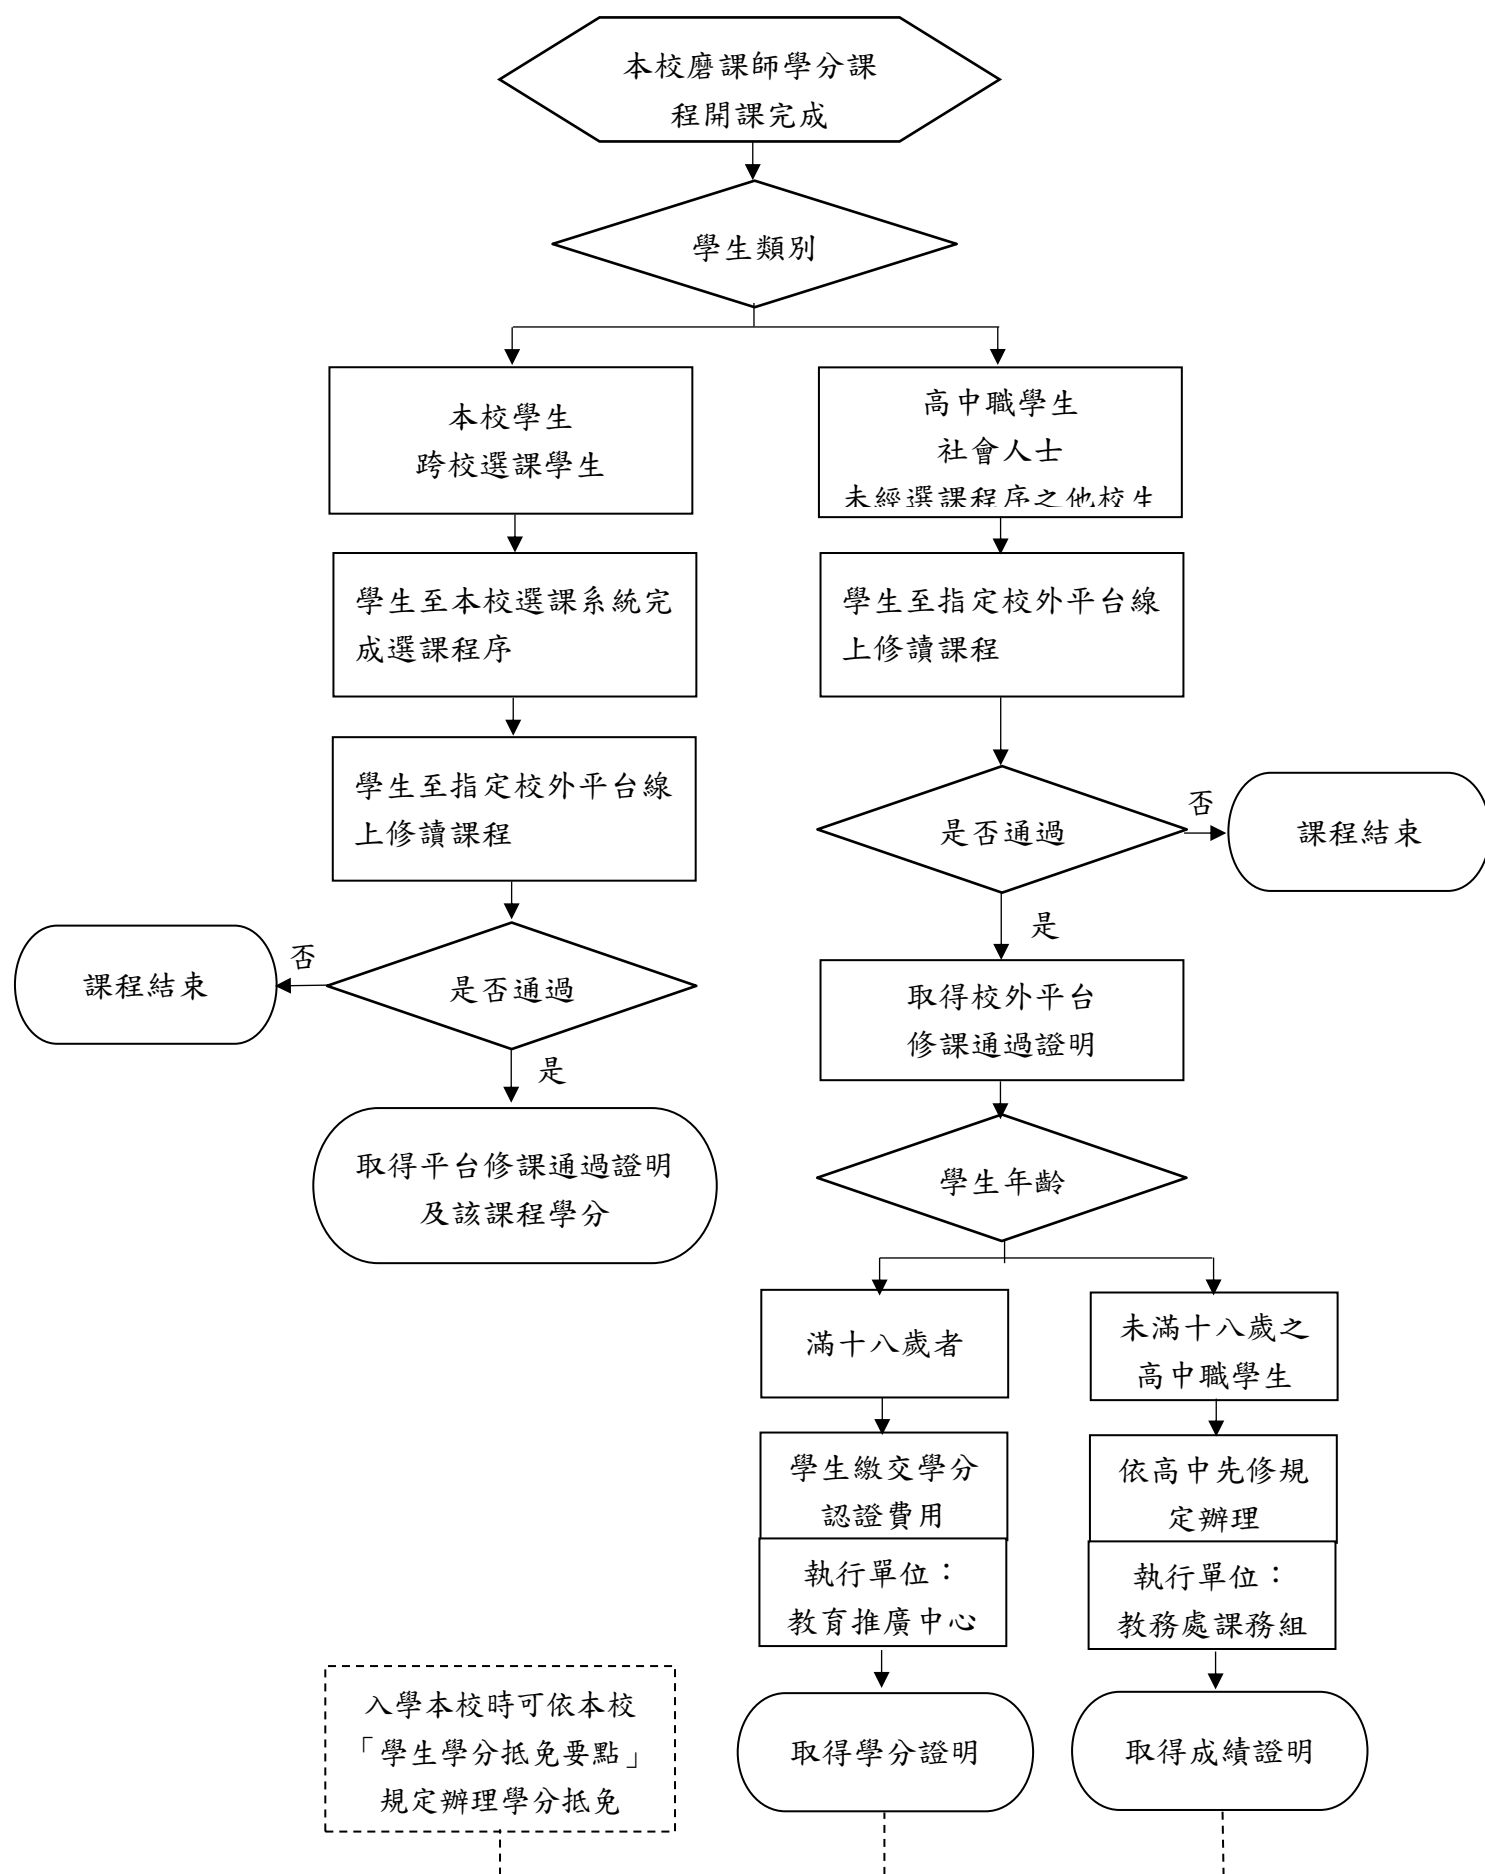 本校磨課師學分課
程開課完成
學生類別
本校學生
跨校選課學生
高中職學生
社會人士
未經選課程序之他校生
學生至本校選課系統完
成選課程序
學生至指定校外平台線
上修讀課程
學生至指定校外平台線
上修讀課程
是否通過
否
課程結束
是
是否通過
否
課程結束
是
取得校外平台
修課通過證明
取得平台修課通過證明
及該課程學分
學生年齡
滿十八歲者
未滿十八歲之
高中職學生
學生繳交學分
認證費用
執行單位：
教育推廣中心
依高中先修規
定辦理
執行單位：
教務處課務組
入學本校時可依本校
「學生學分抵免要點」
規定辦理學分抵免
取得學分證明
取得成績證明